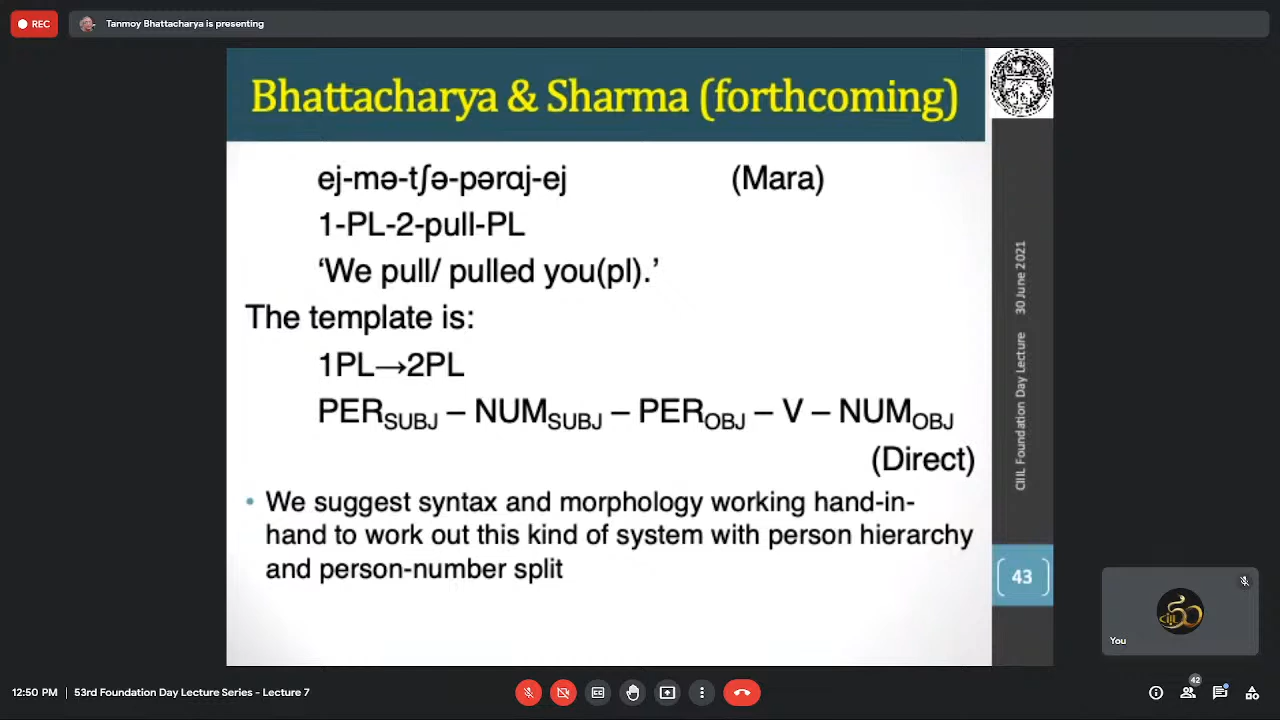 REC
Tanmoy Bhattacharya is presenting
Bhattacharya & Sharma (forthcoming)
ej-mə-tʃə-pərɑj-ej (Mara)
1-PL-2-pull-PL
‘We pull/ pulled you(pl).’
The template is:
1PL→2PL
PERSUBJ – NUMSUBJ – PEROBJ – V – NUMOBJ
(Direct)
• We suggest syntax and morphology working hand-in-
hand to work out this kind of system with person hierarchy
and person-number split
CIIL Foundation Day Lecture 30 June 2021
43
You
12:50 PM | 53rd Foundation Day Lecture Series - Lecture 7
42